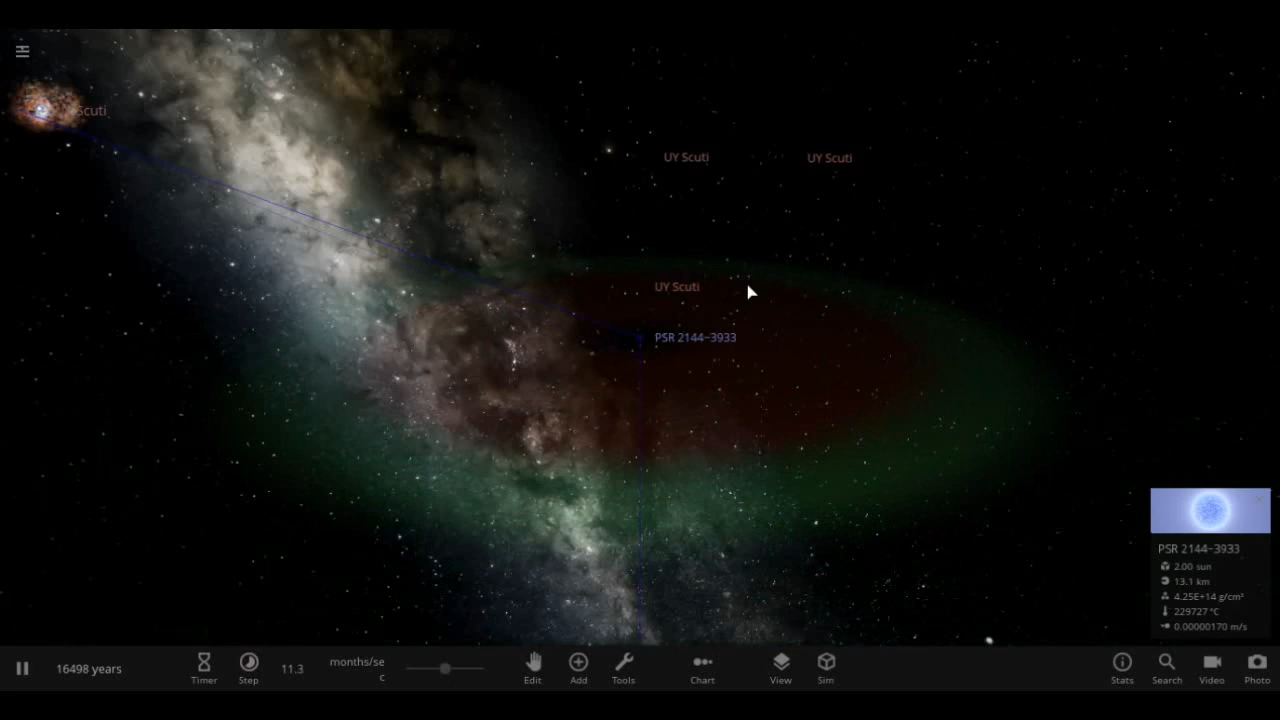 Scuti
UY Scuti
UY Scuti
UY Scuti
PSR 2144-3933
PSR 2144-3933
2.00 sun
13.1 km
4.25E+14 g/cm³
229727 °C
0.00000170 m/s
16498 years
Timer
Step
11.3
months/se
c
Edit
Add
Tools
Chart
View
Sim
Stats
Search
Video
Photo